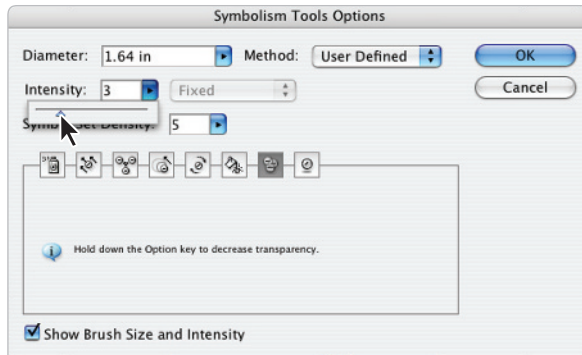 Symbolism Tools Options
Diameter: 1.64 in Method: User Defined OK
Intensity: 3 Fixed Cancel
Set Density: 5
Hold down the Option key to decrease transparency.
Show Brush Size and Intensity